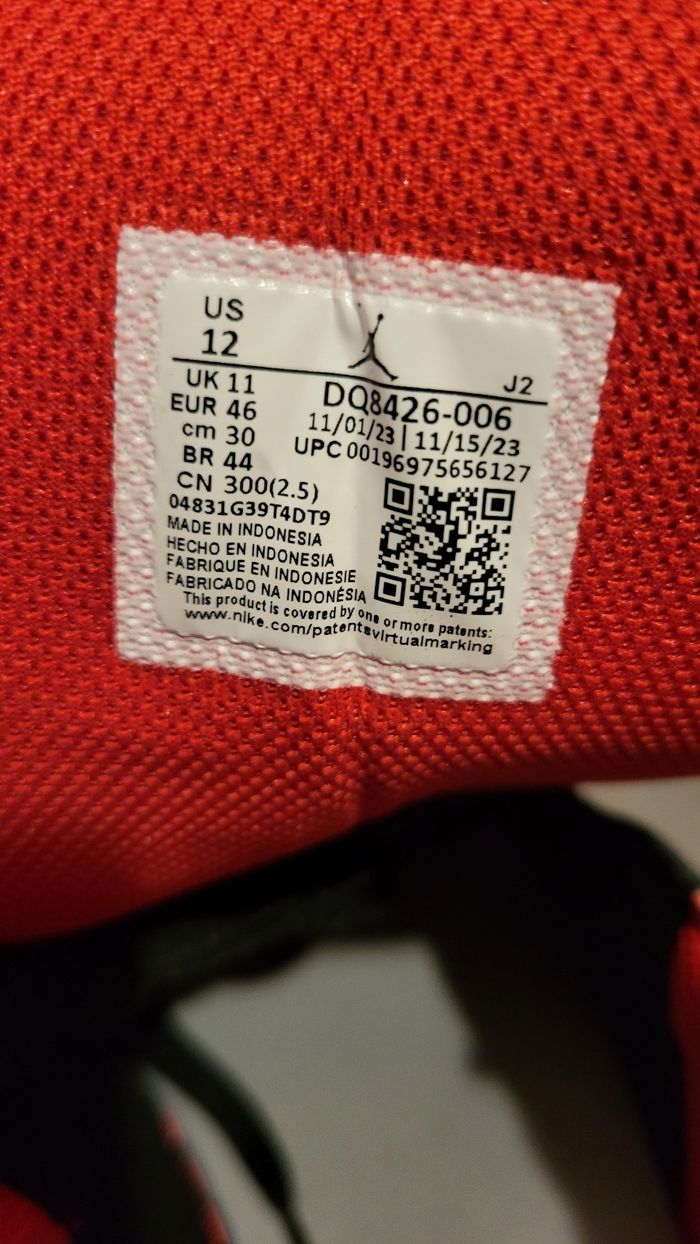 US
12
J2
UK 11
EUR 46
cm 30
BR 44
CN 300(2.5)
04831G39T4DT9
DQ8426-006
11/01/23 | 11/15/23
UPC 00196975656127
MADE IN INDONESIA
HECHO EN INDONESIA
FABRIQUE EN INDONESIE
FABRICADO NA INDONÉSIA
This product is covered by one or more patents:
www.nike.com/patentsvirtualmarking